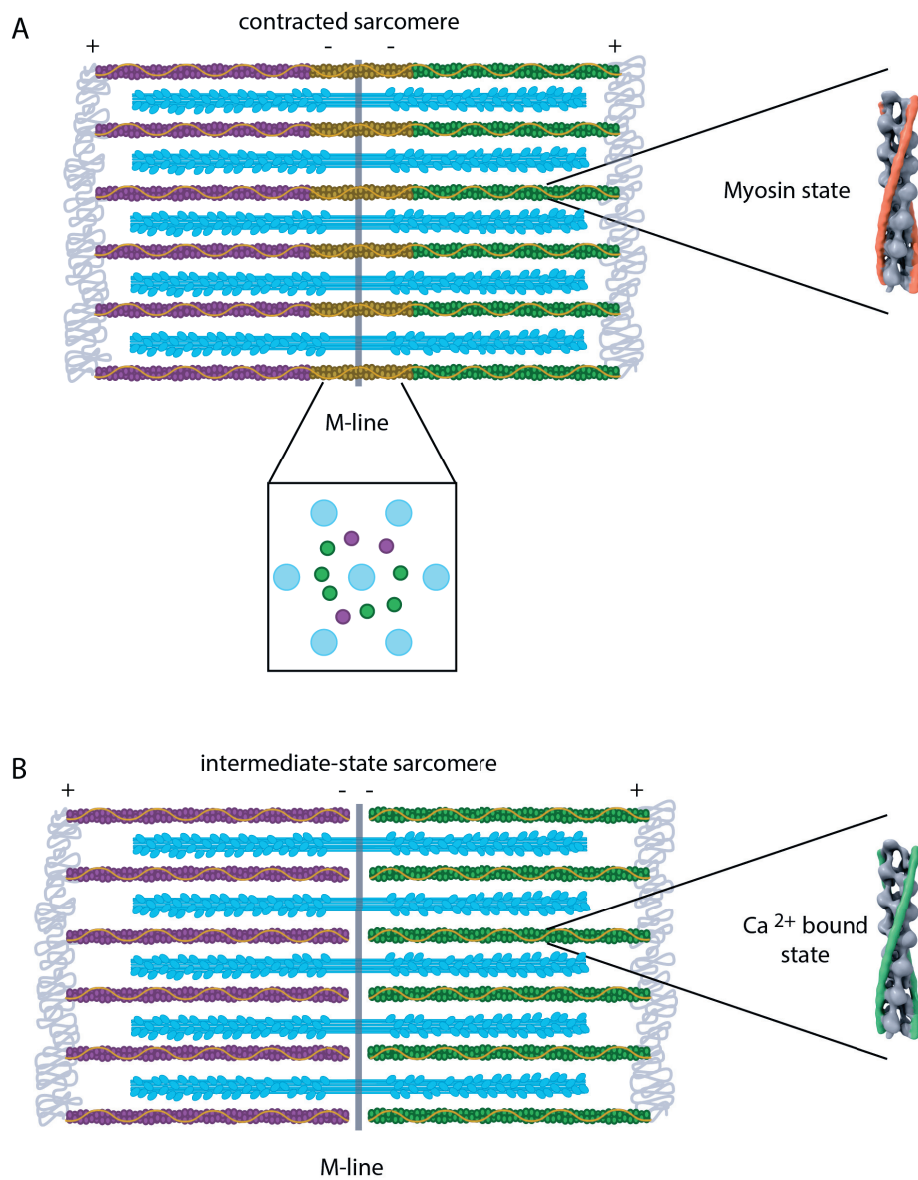 A
contracted sarcomere
+ - - +
Myosin state
M-line
B
intermediate-state sarcomere
+ - - +
Ca 2+ bound
state
M-line